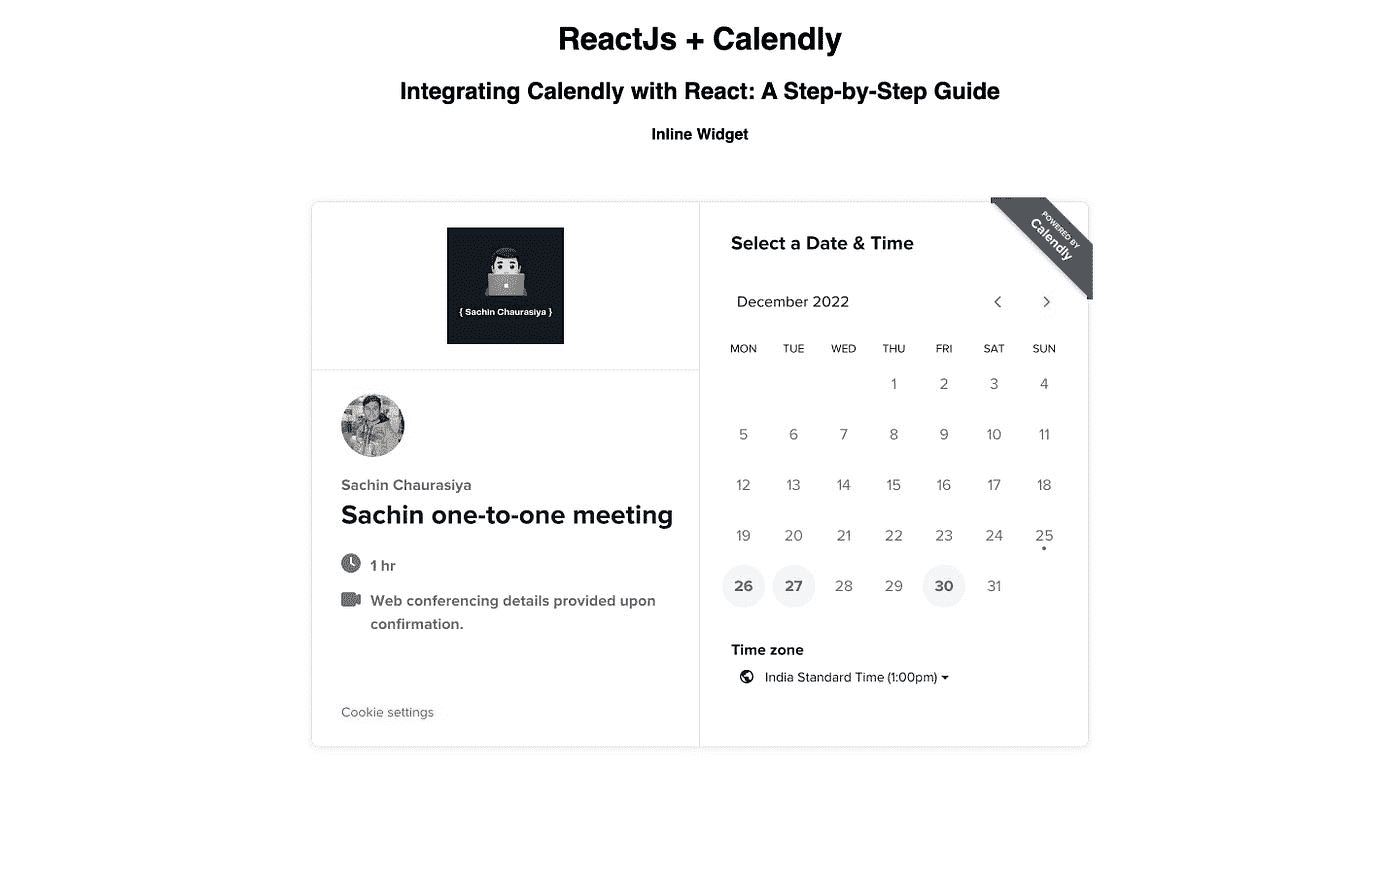 ReactJs + Calendly
Integrating Calendly with React: A Step-by-Step Guide
Inline Widget
{ Sachin Chaurasiya }
Sachin Chaurasiya
Sachin one-to-one meeting
1 hr
Web conferencing details provided upon
confirmation.
Cookie settings
POWERED BY
Calendly
Select a Date & Time
December 2022
MON TUE WED THU FRI SAT SUN
1 2 3 4
5 6 7 8 9 10 11
12 13 14 15 16 17 18
19 20 21 22 23 24 25
26 27 28 29 30 31
Time zone
India Standard Time (1:00pm)